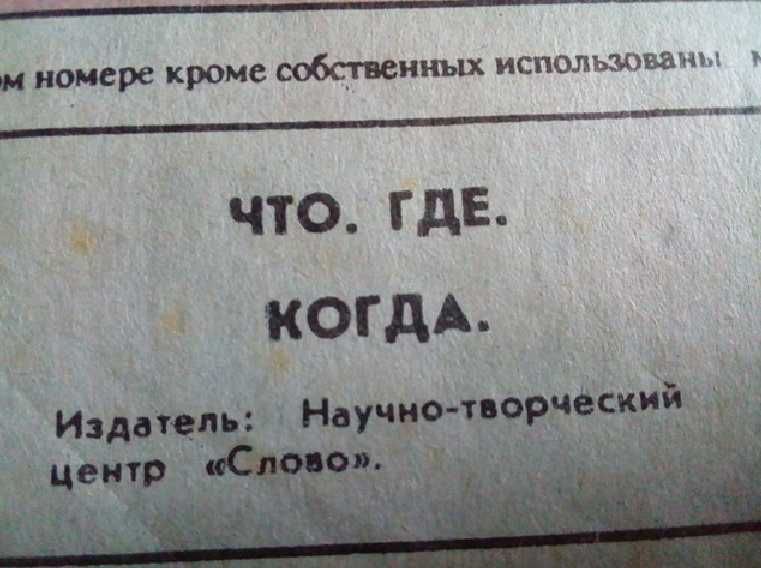 номере кроме собственных использованы
ЧТО. ГДЕ.
КОГДА.
Издатель: Научно-творческий
центр «Слово».